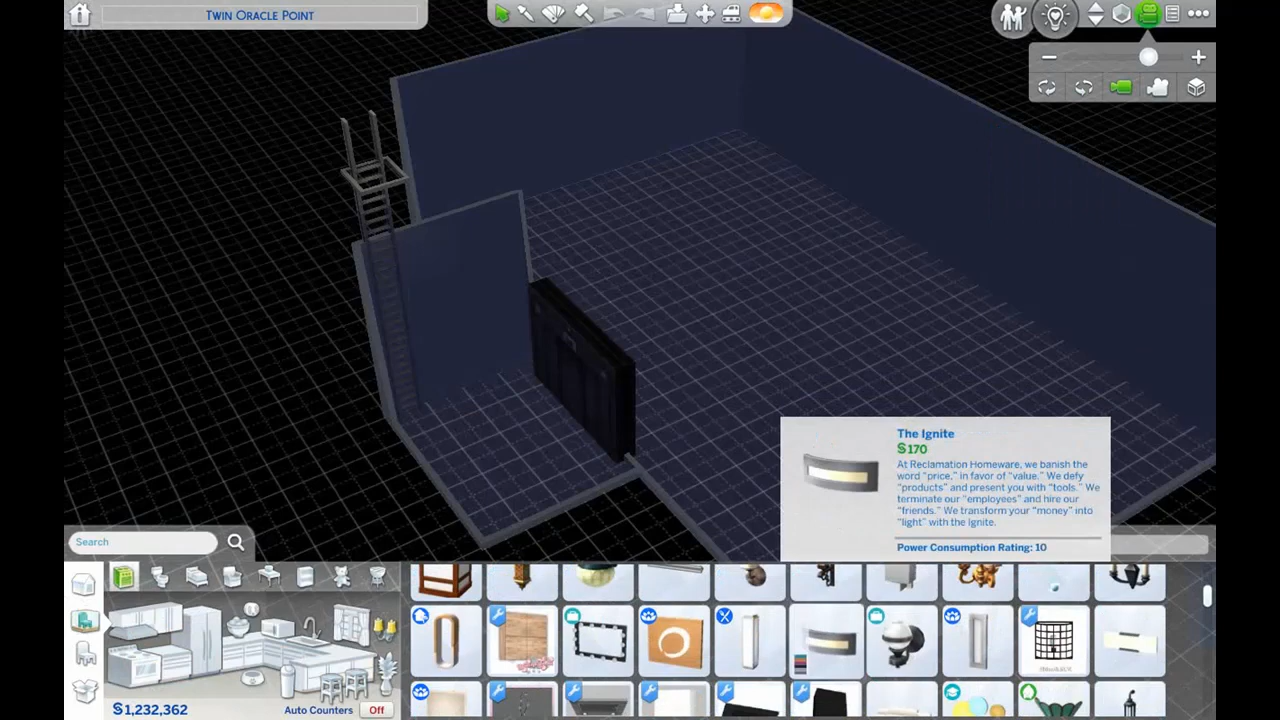 TWIN ORACLE POINT
The Ignite
§170
At Reclamation Homeware, we banish the
word "price," in favor of "value." We defy
"products" and present you with "tools." We
terminate our "employees" and hire our
"friends." We transform your "money" into
"light" with the Ignite.
Power Consumption Rating: 10
Search
§1,232,362
Auto Counters
Off